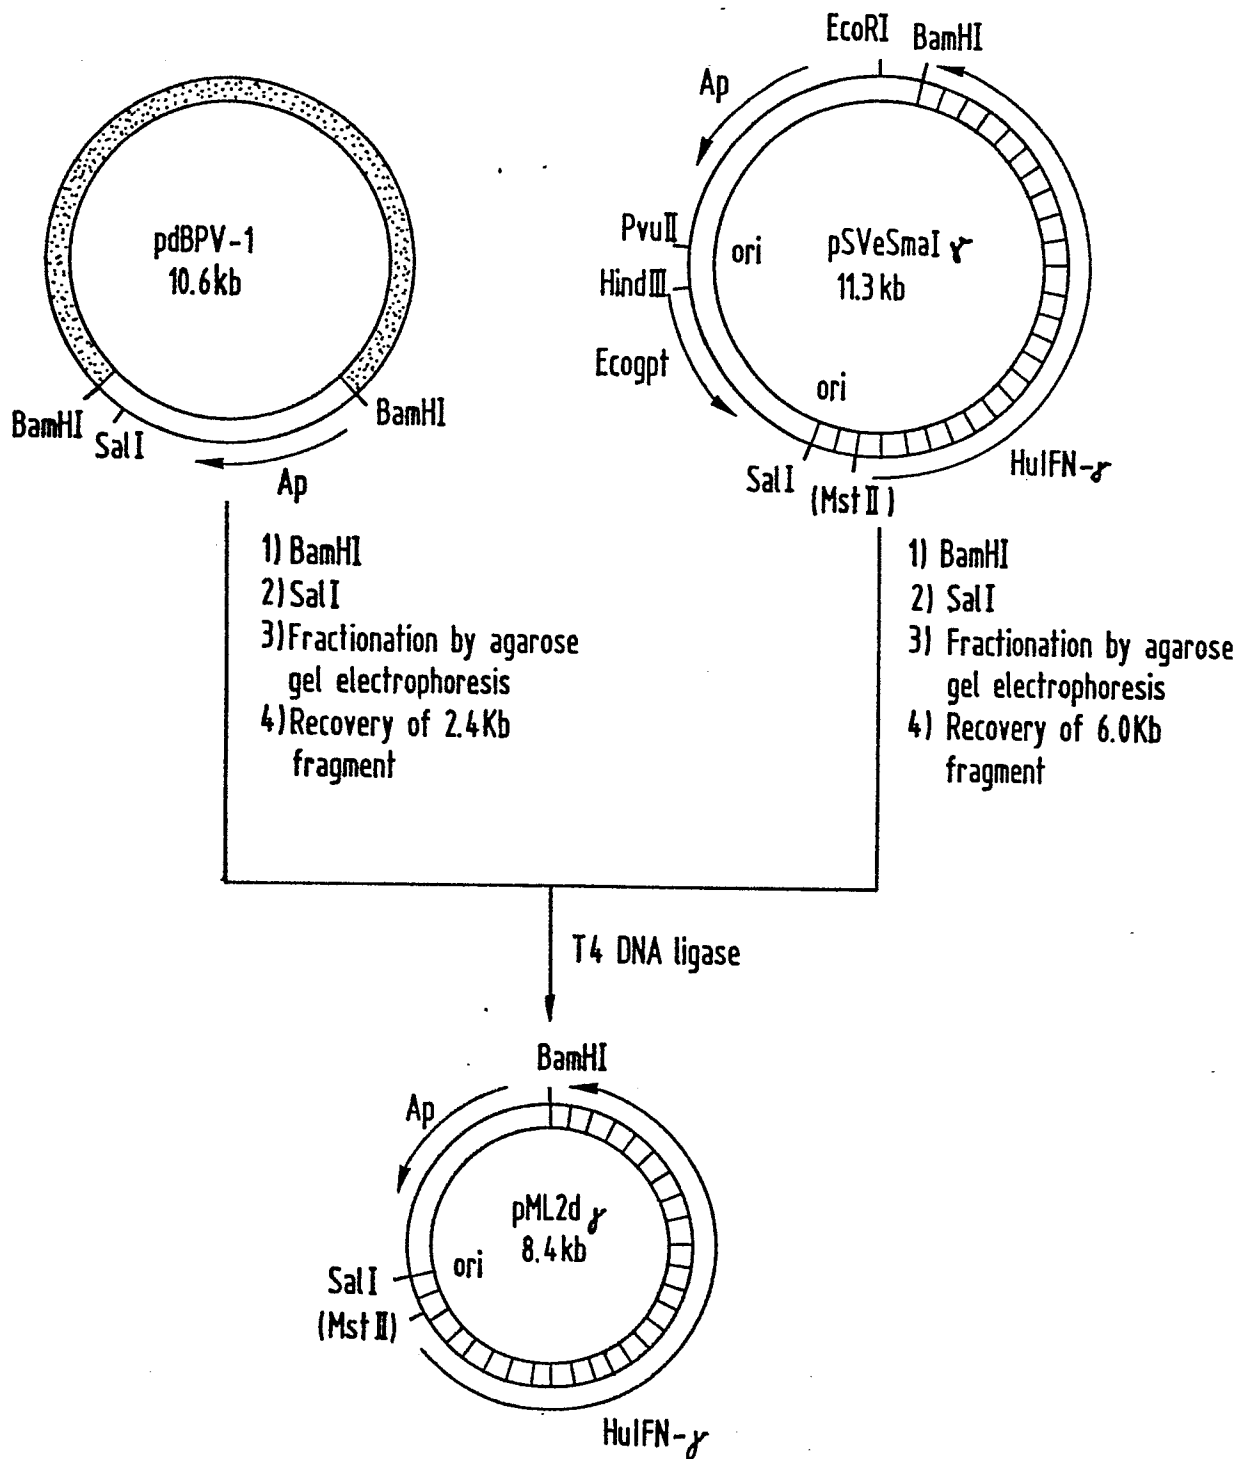 pdBPV-1
10.6kb
BamHI
SalI
BamHI
Ap
EcoRI
BamHI
Ap
PvuII
HindIII
Ecogpt
ori
pSVeSmaI γ
11.3 kb
ori
SalI
(MstII)
HuIFN-γ
1) BamHI
2) SalI
3) Fractionation by agarose
gel electrophoresis
4) Recovery of 2.4Kb
fragment
1) BamHI
2) SalI
3) Fractionation by agarose
gel electrophoresis
4) Recovery of 6.0Kb
fragment
T4 DNA ligase
BamHI
Ap
pML2d γ
8.4kb
ori
SalI
(MstII)
HuIFN-γ